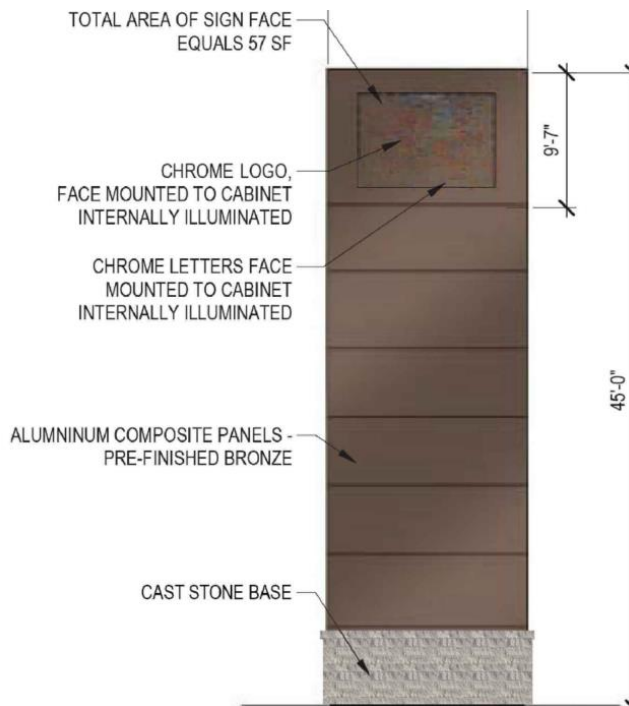 TOTAL AREA OF SIGN FACE
EQUALS 57 SF
9'-7"
CHROME LOGO,
FACE MOUNTED TO CABINET
INTERNALLY ILLUMINATED
CHROME LETTERS FACE
MOUNTED TO CABINET
INTERNALLY ILLUMINATED
45'-0"
ALUMNINUM COMPOSITE PANELS -
PRE-FINISHED BRONZE
CAST STONE BASE